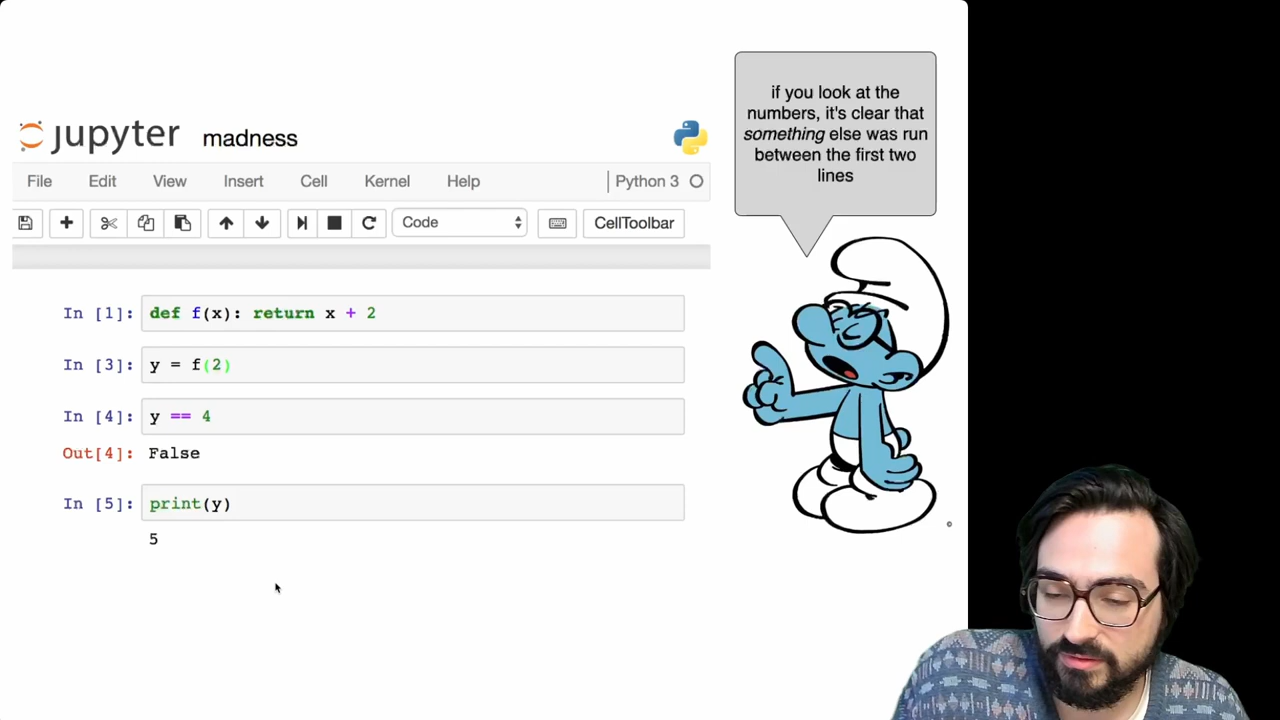 jupyter madness
File Edit View Insert Cell Kernel Help Python 3
Code CellToolbar
In [1]: def f(x): return x + 2
In [3]: y = f(2)
In [4]: y == 4
Out[4]: False
In [5]: print(y)
5
if you look at the
numbers, it's clear that
something else was run
between the first two
lines